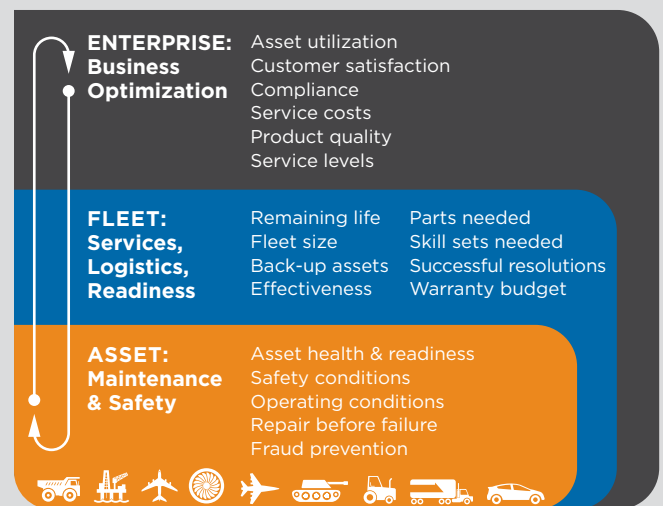 ENTERPRISE:
Business
Optimization
Asset utilization
Customer satisfaction
Compliance
Service costs
Product quality
Service levels
FLEET:
Services,
Logistics,
Readiness
Remaining life
Fleet size
Back-up assets
Effectiveness
Parts needed
Skill sets needed
Successful resolutions
Warranty budget
ASSET:
Maintenance
& Safety
Asset health & readiness
Safety conditions
Operating conditions
Repair before failure
Fraud prevention